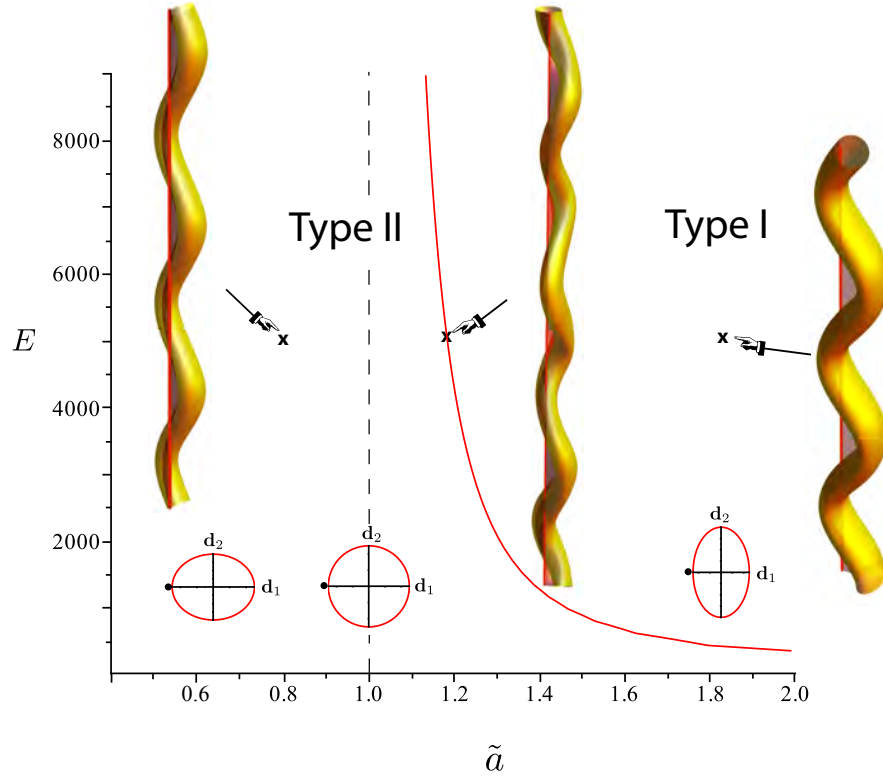 8000
Type II
Type I
6000
x
x
x
E
4000
2000
d₂
d₁
d₂
d₁
d₂
d₁
0.6
0.8
1.0
1.2
1.4
1.6
1.8
2.0
ã